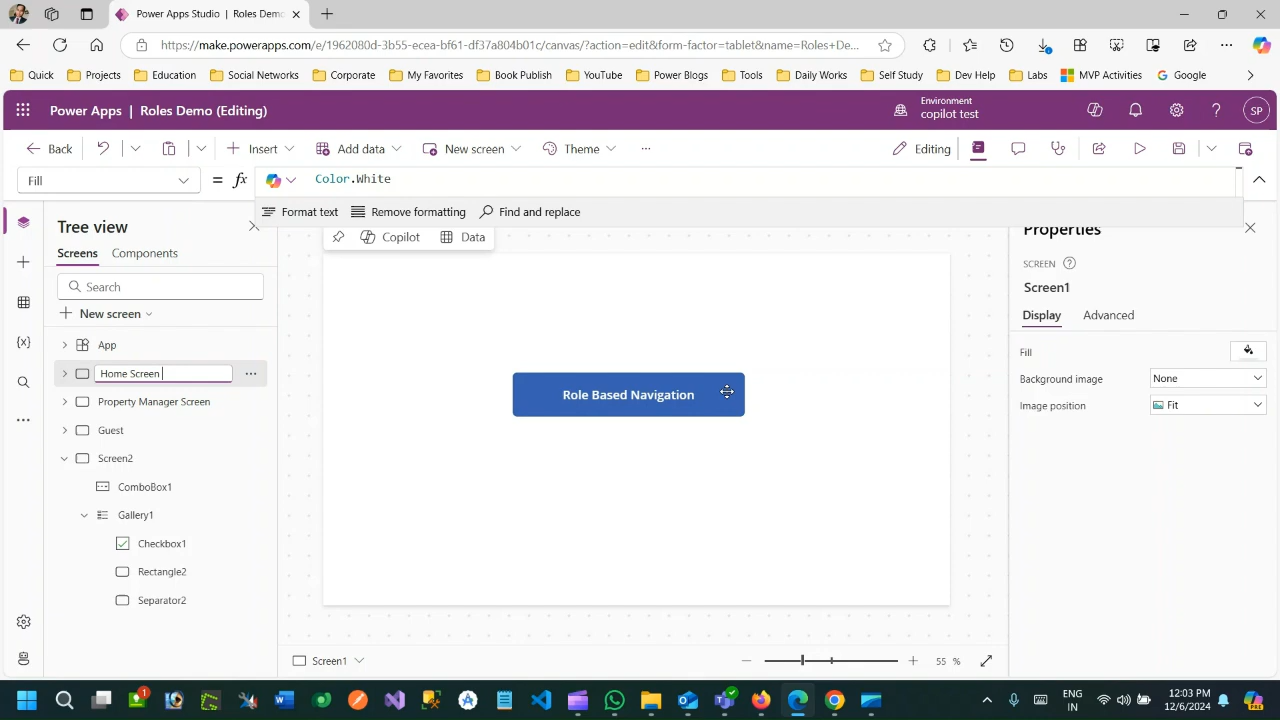 Power Apps Studio | Roles Demo
https://make.powerapps.com/e/1962080d-3b55-ecea-bf61-df37a804b01c/canvas/?action=edit&form-factor=tablet&name=Roles+De...
Quick Projects Education Social Networks Corporate My Favorites Book Publish YouTube Power Blogs Tools Daily Works Self Study Dev Help Labs MVP Activities Google
Power Apps | Roles Demo (Editing)
Environment
copilot test
SP
Back Insert Add data New screen Theme ... Editing
Fill = fx Color.White
Format text Remove formatting Find and replace
Tree view
Copilot Data
Properties
Screens Components
SCREEN
Search
Screen1
New screen
Display Advanced
App
Fill
Home Screen
Background image None
Property Manager Screen
Image position Fit
Role Based Navigation
Guest
Screen2
ComboBox1
Gallery1
Checkbox1
Rectangle2
Separator2
Screen1 55 %
1
ENG
IN
12:03 PM
12/6/2024